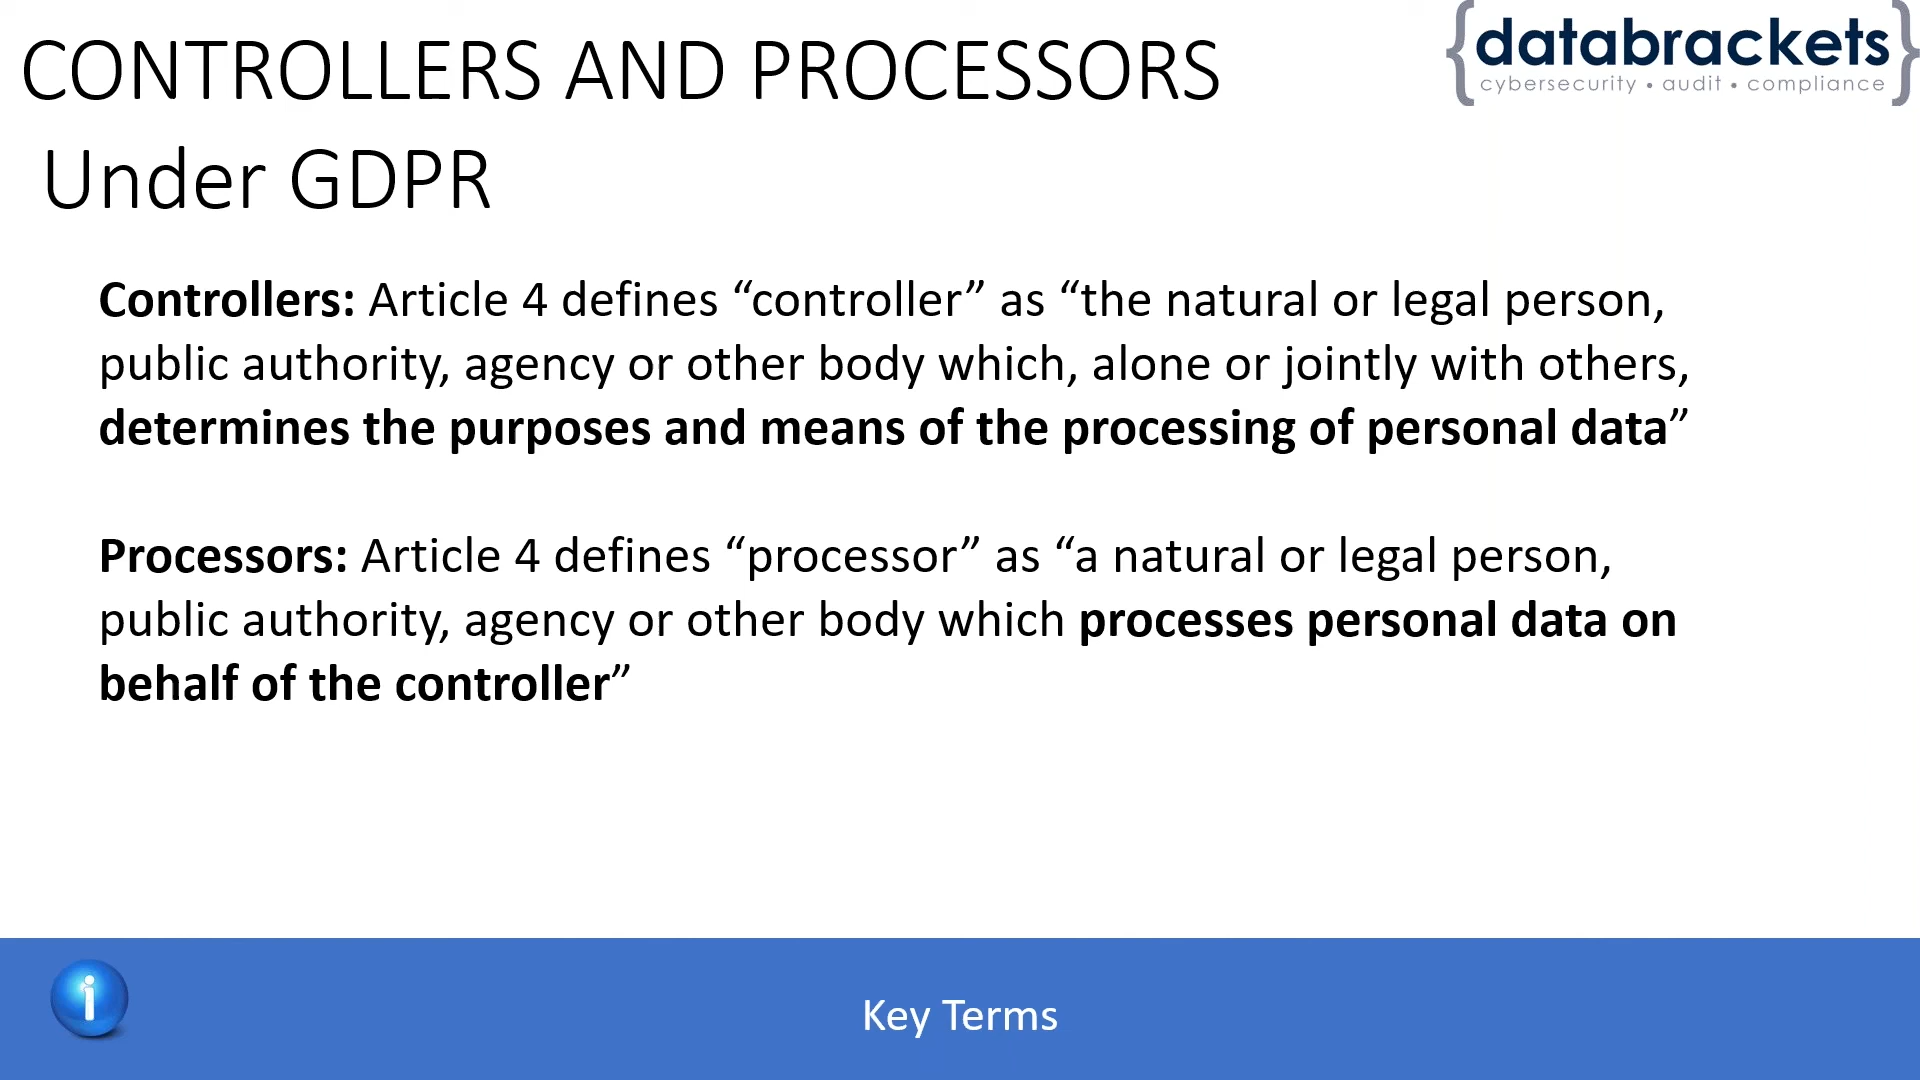 CONTROLLERS AND PROCESSORS
Under GDPR
{databrackets}
cybersecurity • audit • compliance
Controllers: Article 4 defines “controller” as “the natural or legal person,
public authority, agency or other body which, alone or jointly with others,
determines the purposes and means of the processing of personal data”
Processors: Article 4 defines “processor” as “a natural or legal person,
public authority, agency or other body which processes personal data on
behalf of the controller”
i
Key Terms